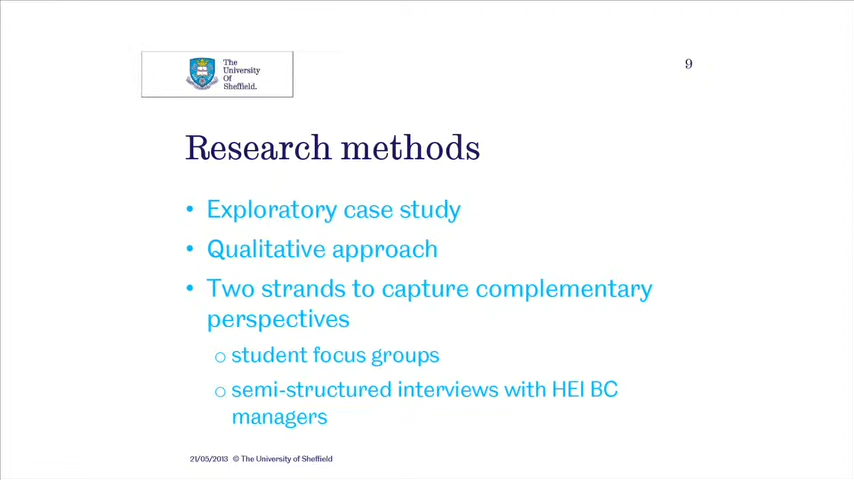 The
University
Of
Sheffield.
9
Research methods
• Exploratory case study
• Qualitative approach
• Two strands to capture complementary
perspectives
o student focus groups
o semi-structured interviews with HEI BC
managers
21/05/2013 © The University of Sheffield